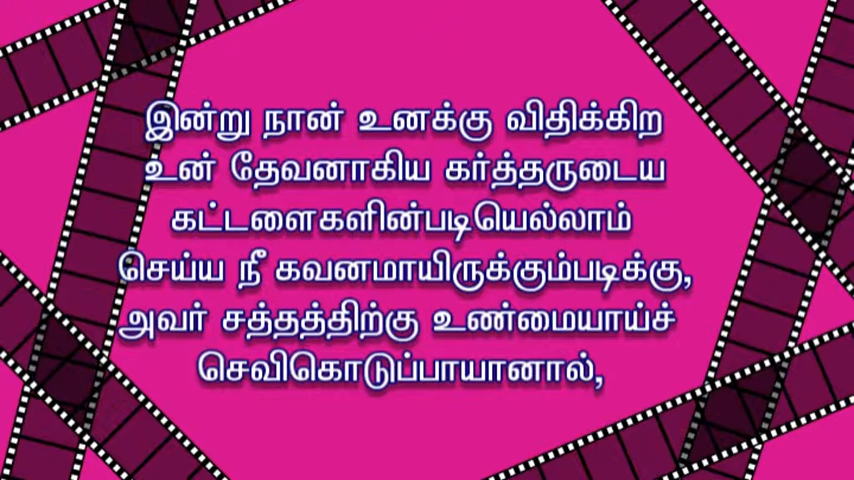 இன்று நான் உனக்கு விதிக்கிற
உன் தேவனாகிய கர்த்தருடைய
கட்டளைகளின்படியெல்லாம்
செய்ய நீ கவனமாயிருக்கும்படிக்கு,
அவர் சத்தத்திற்கு உண்மையாய்ச்
செவிகொடுப்பாயானால்,